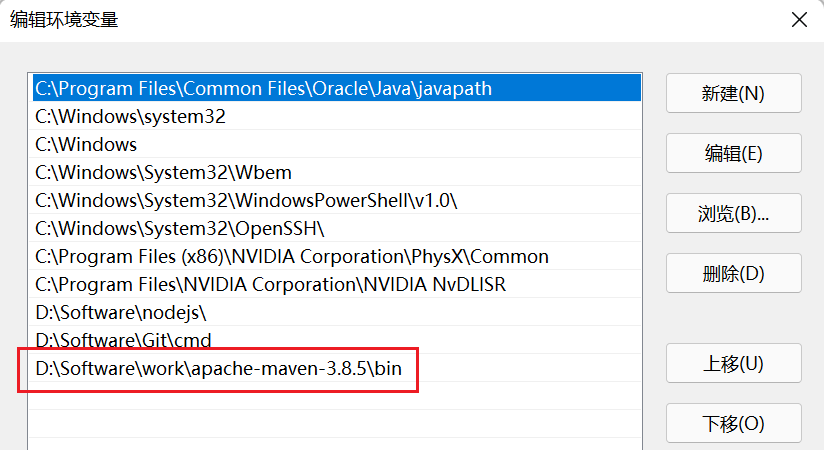 编辑环境变量
C:\Program Files\Common Files\Oracle\Java\javapath
C:\Windows\system32
C:\Windows
C:\Windows\System32\Wbem
C:\Windows\System32\WindowsPowerShell\v1.0\
C:\Windows\System32\OpenSSH\
C:\Program Files (x86)\NVIDIA Corporation\PhysX\Common
C:\Program Files\NVIDIA Corporation\NVIDIA NvDLISR
D:\Software\nodejs\
D:\Software\Git\cmd
D:\Software\work\apache-maven-3.8.5\bin
新建(N)
编辑(E)
浏览(B)...
删除(D)
上移(U)
下移(O)